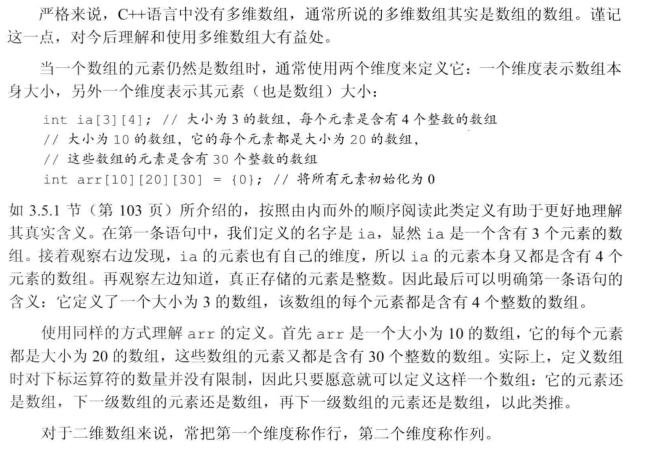 严格来说，C++语言中没有多维数组，通常所说的多维数组其实是数组的数组。谨记
这一点，对今后理解和使用多维数组大有益处。
当一个数组的元素仍然是数组时，通常使用两个维度来定义它：一个维度表示数组本
身大小，另外一个维度表示其元素（也是数组）大小：
int ia[3][4]; // 大小为 3 的数组，每个元素是含有 4 个整数的数组
// 大小为 10 的数组，它的每个元素都是大小为 20 的数组，
// 这些数组的元素是含有 30 个整数的数组
int arr[10][20][30] = {0}; // 将所有元素初始化为 0
如 3.5.1 节（第 103 页）所介绍的，按照由内而外的顺序阅读此类定义有助于更好地理解
其真实含义。在第一条语句中，我们定义的名字是 ia，显然 ia 是一个含有 3 个元素的数
组。接着观察右边发现，ia 的元素也有自己的维度，所以 ia 的元素本身又都是含有 4 个
元素的数组。再观察左边知道，真正存储的元素是整数。因此最后可以明确第一条语句的
含义：它定义了一个大小为 3 的数组，该数组的每个元素都是含有 4 个整数的数组。
使用同样的方式理解 arr 的定义。首先 arr 是一个大小为 10 的数组，它的每个元素
都是大小为 20 的数组，这些数组的元素又都是含有 30 个整数的数组。实际上，定义数组
时对下标运算符的数量并没有限制，因此只要愿意就可以定义这样一个数组：它的元素还
是数组，下一级数组的元素还是数组，再下一级数组的元素还是数组，以此类推。
对于二维数组来说，常把第一个维度称作行，第二个维度称作列。